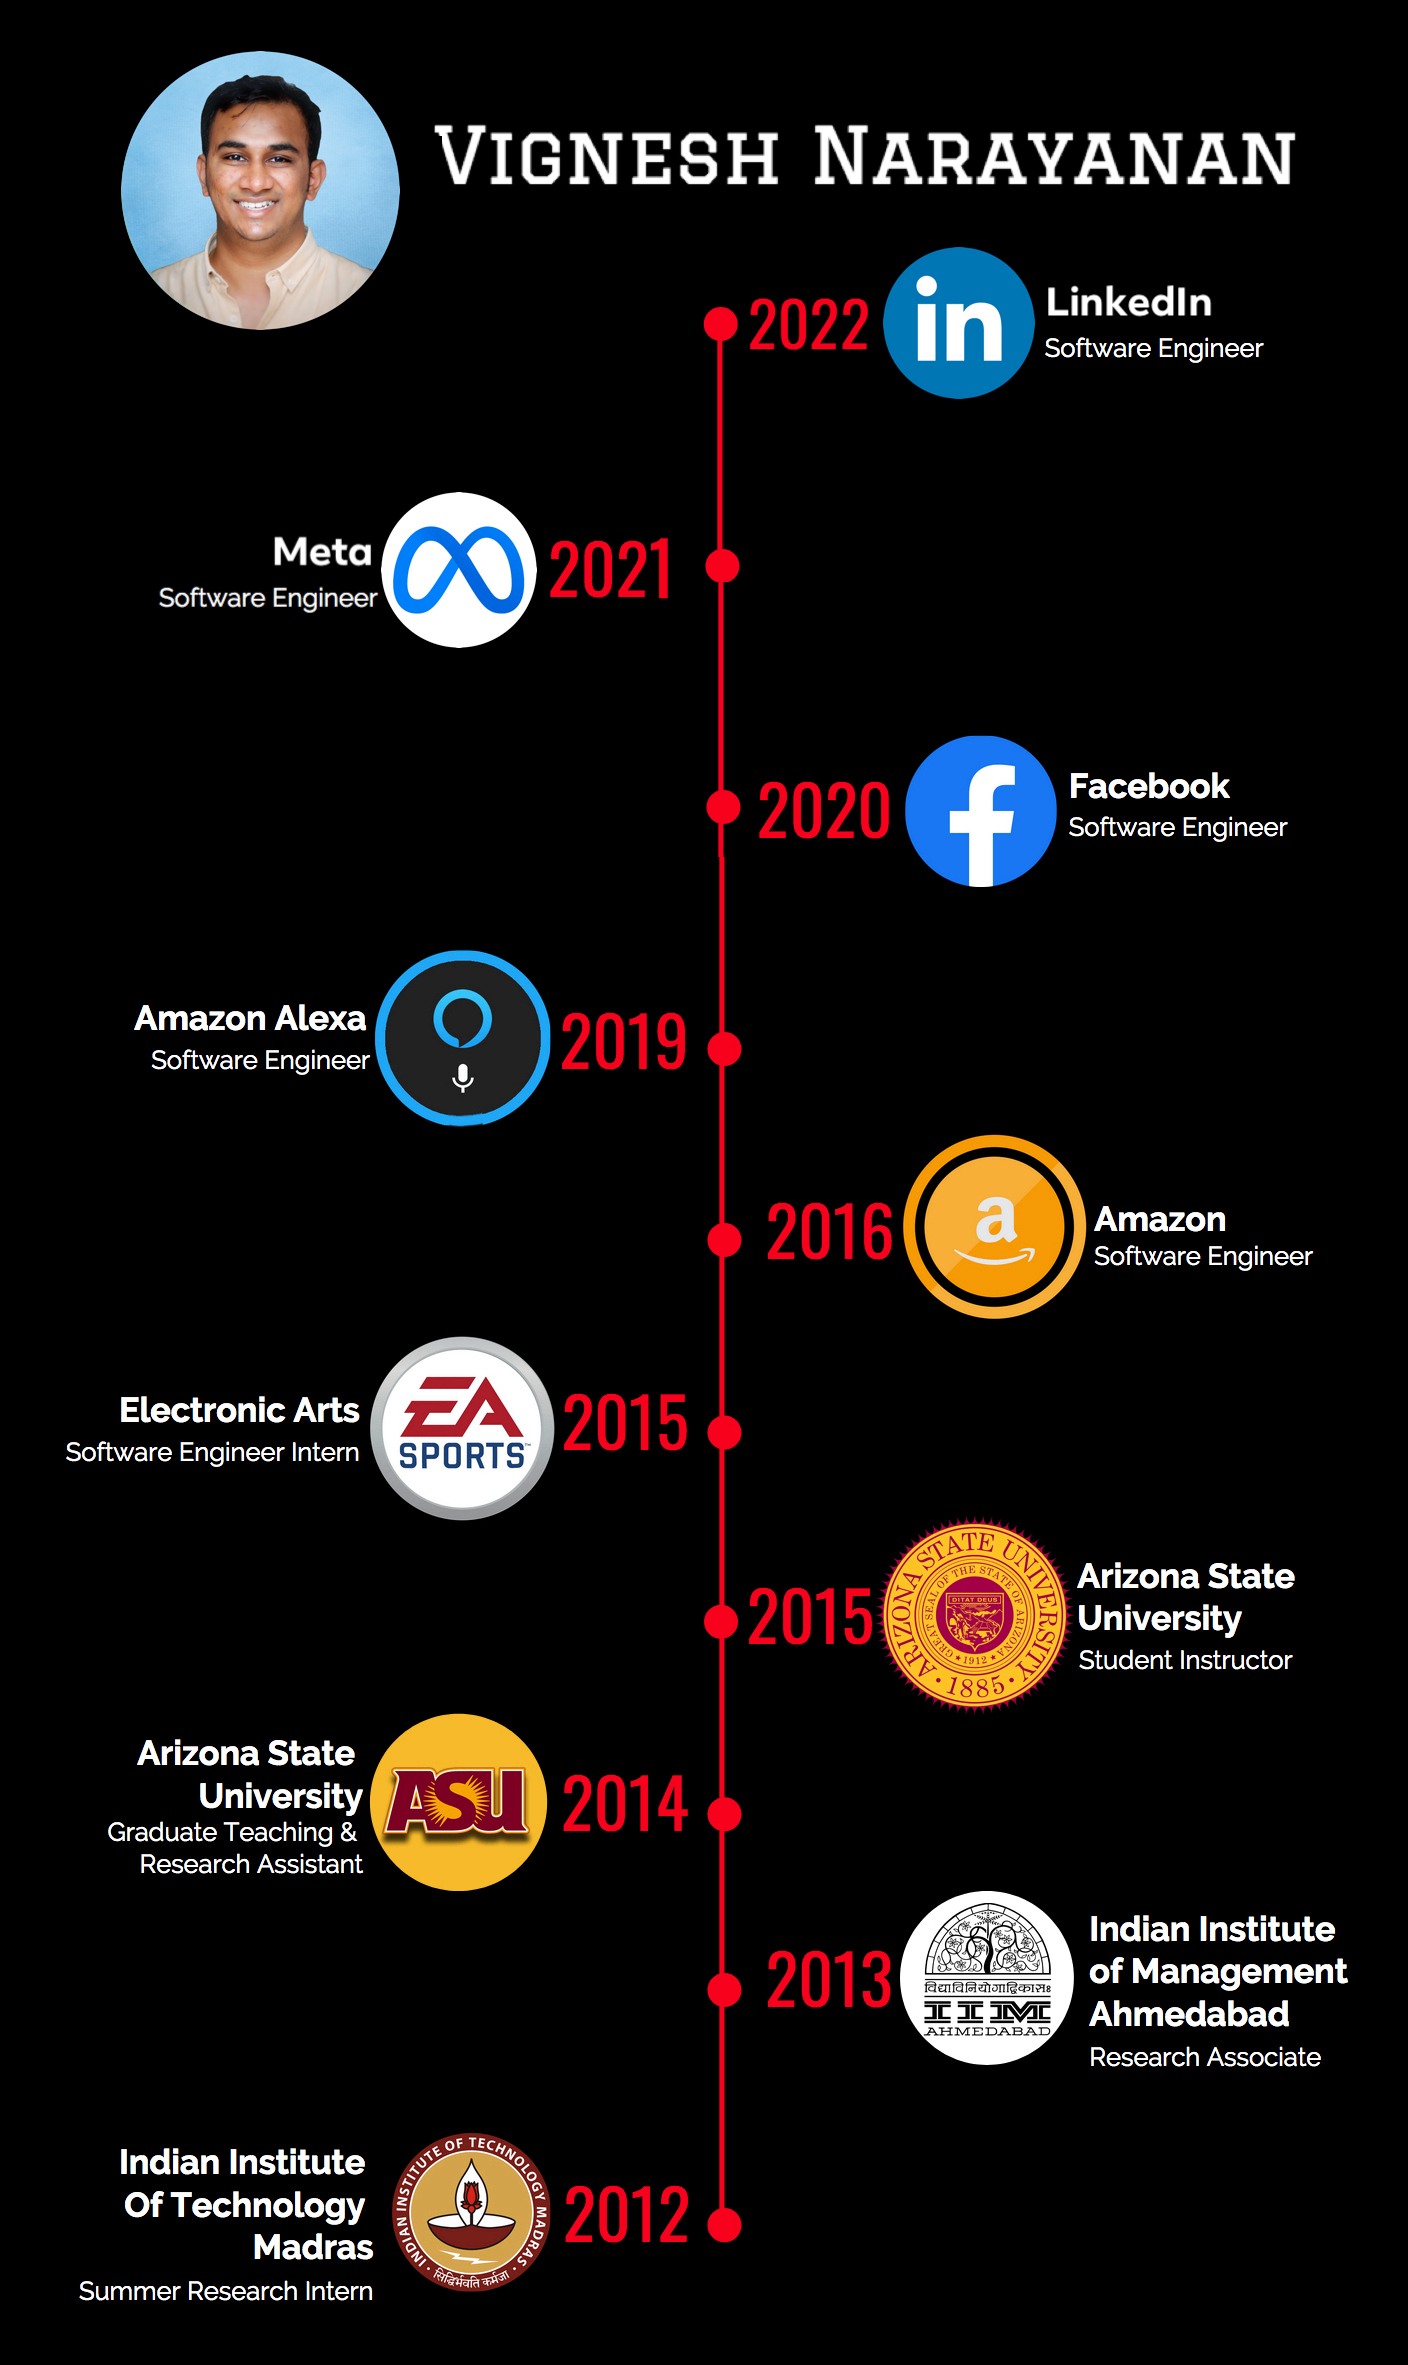 VIGNESH NARAYANAN
2022
in
LinkedIn
Software Engineer
Meta
Software Engineer
2021
2020
f
Facebook
Software Engineer
Amazon Alexa
Software Engineer
2019
2016
a
Amazon
Software Engineer
Electronic Arts
Software Engineer Intern
EA
SPORTS™
2015
2015
ARIZONA STATE UNIVERSITY
GREAT SEAL OF THE STATE OF ARIZONA
DITAT DEUS
1912
1885
Arizona State
University
Student Instructor
Arizona State
University
Graduate Teaching &
Research Assistant
ASU
2014
2013
विद्याविनियोगाद्विकासः
IIM
AHMEDABAD
Indian Institute
of Management
Ahmedabad
Research Associate
Indian Institute
Of Technology
Madras
Summer Research Intern
INDIAN INSTITUTE OF TECHNOLOGY MADRAS
सिद्धिर्भवति कर्मजा
2012